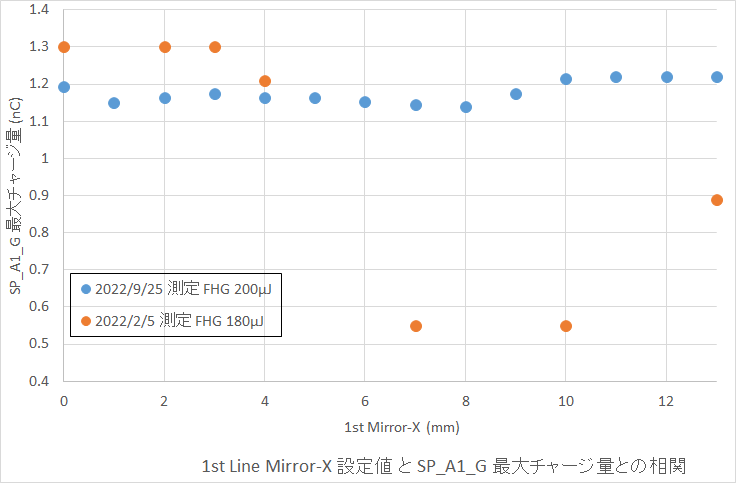 1.4
1.3
1.2
1.1
1
0.9
0.8
0.7
0.6
0.5
0.4
SP_A1_G 最大チャージ量 (nC)
2022/9/25 測定 FHG 200μJ
2022/2/5 測定 FHG 180μJ
0 2 4 6 8 10 12
1st Mirror-X (mm)
1st Line Mirror-X 設定値 と SP_A1_G 最大チャージ量との相関